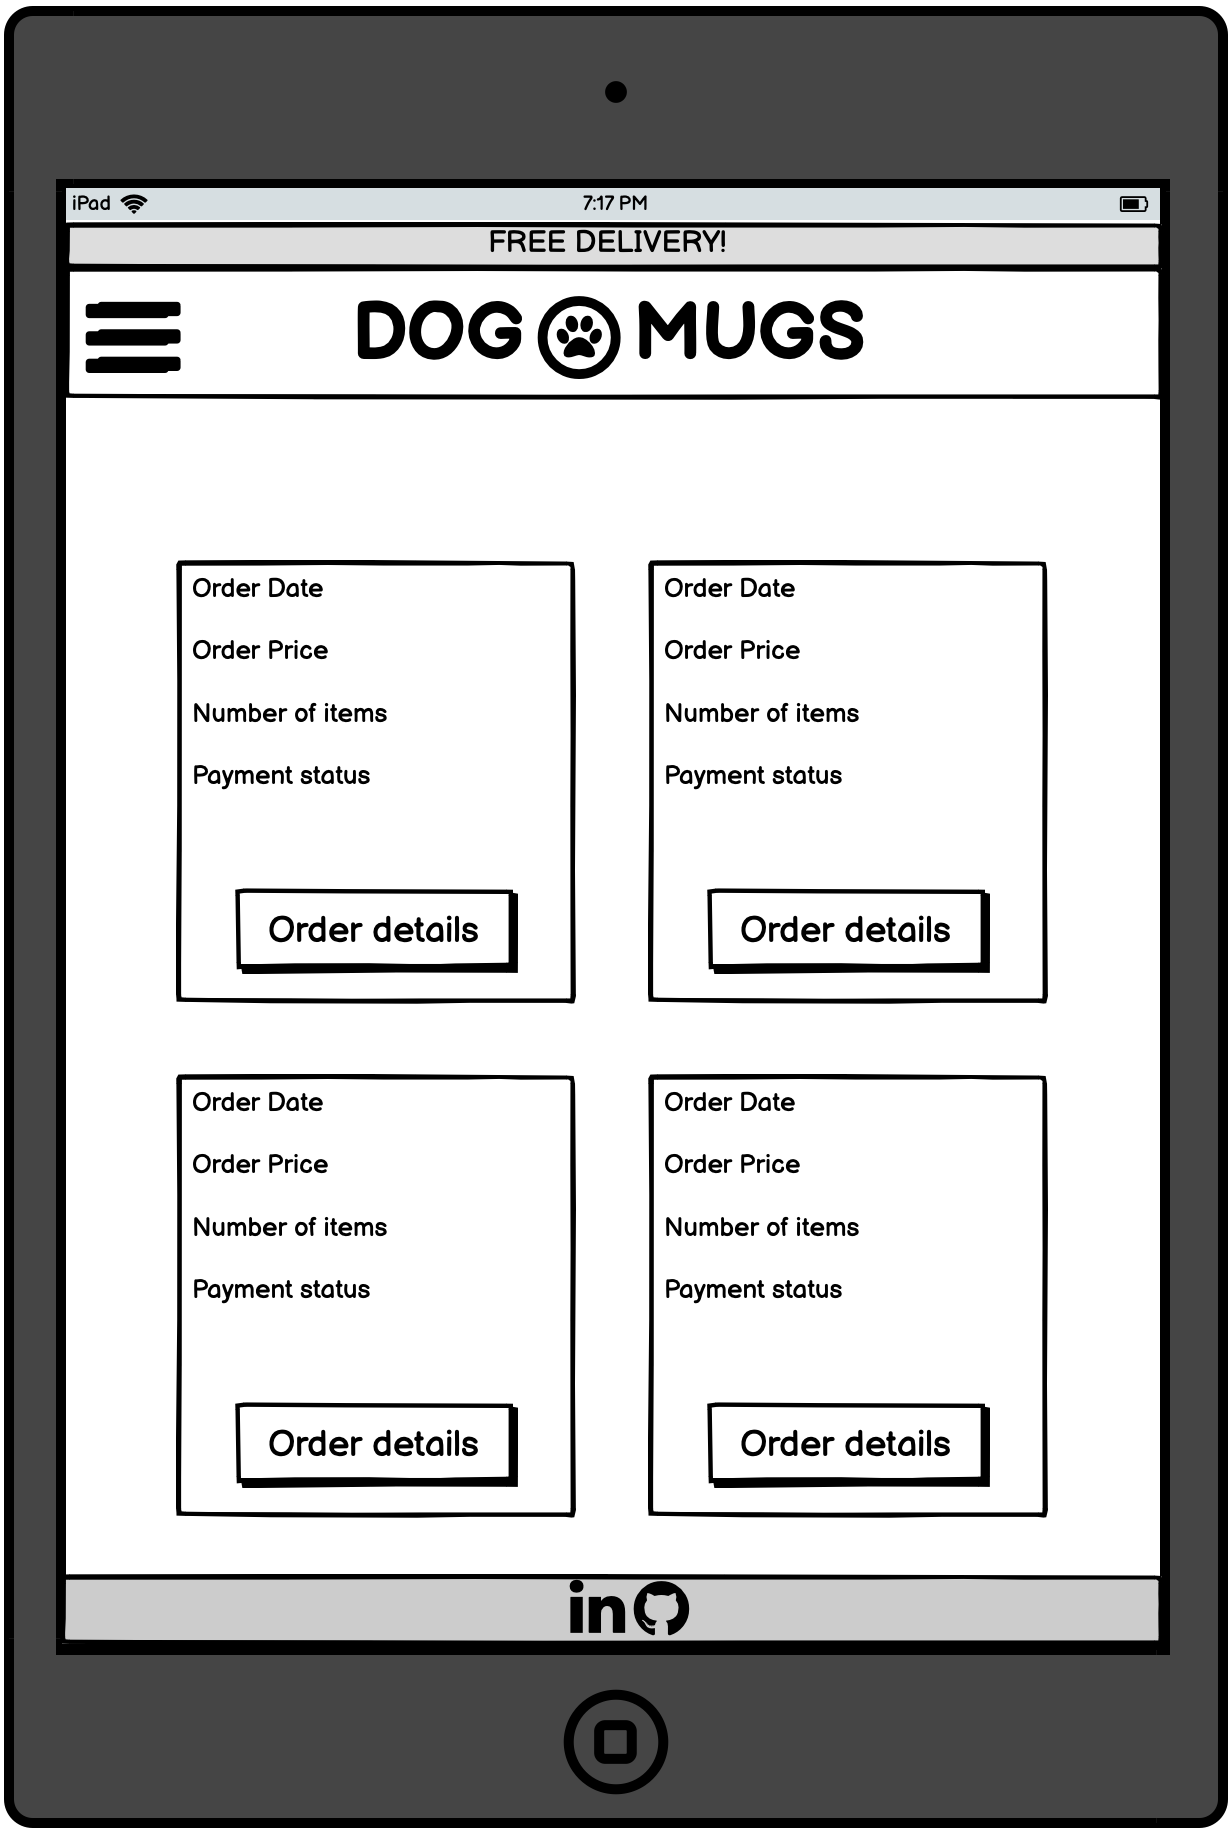 iPad 7:17 PM
FREE DELIVERY!
DOG MUGS
Order Date
Order Price
Number of items
Payment status
Order details
Order Date
Order Price
Number of items
Payment status
Order details
Order Date
Order Price
Number of items
Payment status
Order details
Order Date
Order Price
Number of items
Payment status
Order details
in